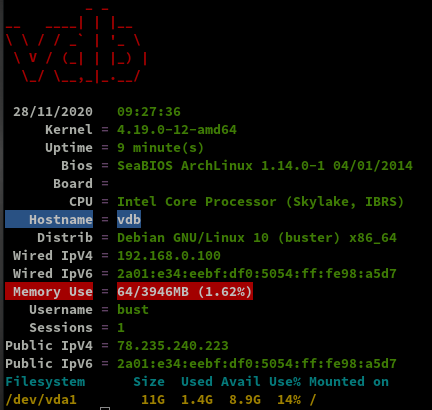 vdb
28/11/2020 09:27:36
Kernel = 4.19.0-12-amd64
Uptime = 9 minute(s)
Bios = SeaBIOS ArchLinux 1.14.0-1 04/01/2014
Board =
CPU = Intel Core Processor (Skylake, IBRS)
Hostname = vdb
Distrib = Debian GNU/Linux 10 (buster) x86_64
Wired IpV4 = 192.168.0.100
Wired IpV6 = 2a01:e34:eebf:df0:5054:ff:fe98:a5d7
Memory Use = 64/3946MB (1.62%)
Username = bust
Sessions = 1
Public IpV4 = 78.235.240.223
Public IpV6 = 2a01:e34:eebf:df0:5054:ff:fe98:a5d7
Filesystem Size Used Avail Use% Mounted on
/dev/vda1 11G 1.4G 8.9G 14% /